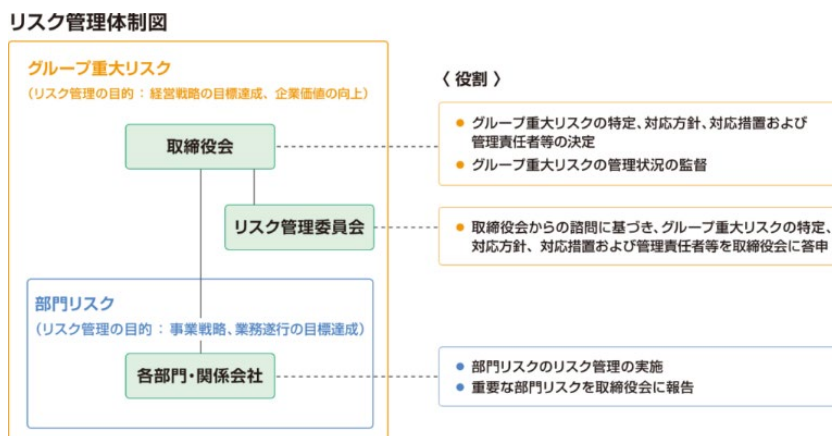 リスク管理体制図
グループ重大リスク
（リスク管理の目的：経営戦略の目標達成、企業価値の向上）
取締役会
リスク管理委員会
部門リスク
（リスク管理の目的：事業戦略、業務遂行の目標達成）
各部門・関係会社
〈 役割 〉
● グループ重大リスクの特定、対応方針、対応措置および
管理責任者等の決定
● グループ重大リスクの管理状況の監督
● 取締役会からの諮問に基づき、グループ重大リスクの特定、
対応方針、対応措置および管理責任者等を取締役会に答申
● 部門リスクのリスク管理の実施
● 重要な部門リスクを取締役会に報告